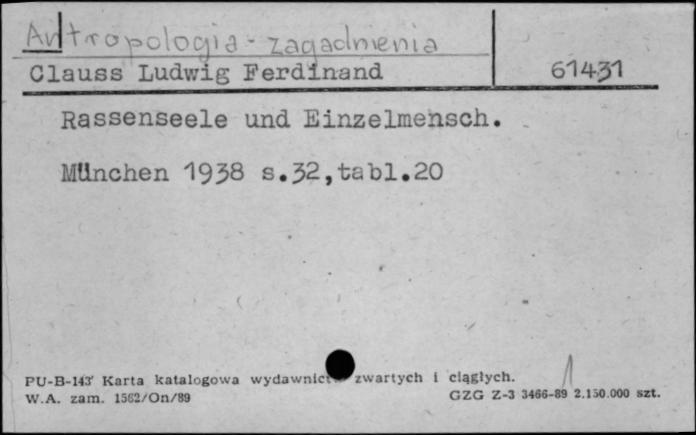 Antropologia - zagadnienia
Clauss Ludwig Ferdinand 61431
Rassenseele und Einzelmensch.
München 1938 s.32,tabl.20
PU-B-143 Karta katalogowa wydawnict zwartych i ciągłych.
W.A. zam. 1562/On/89 GZG Z-3 3466-89 2.150.000 szt.